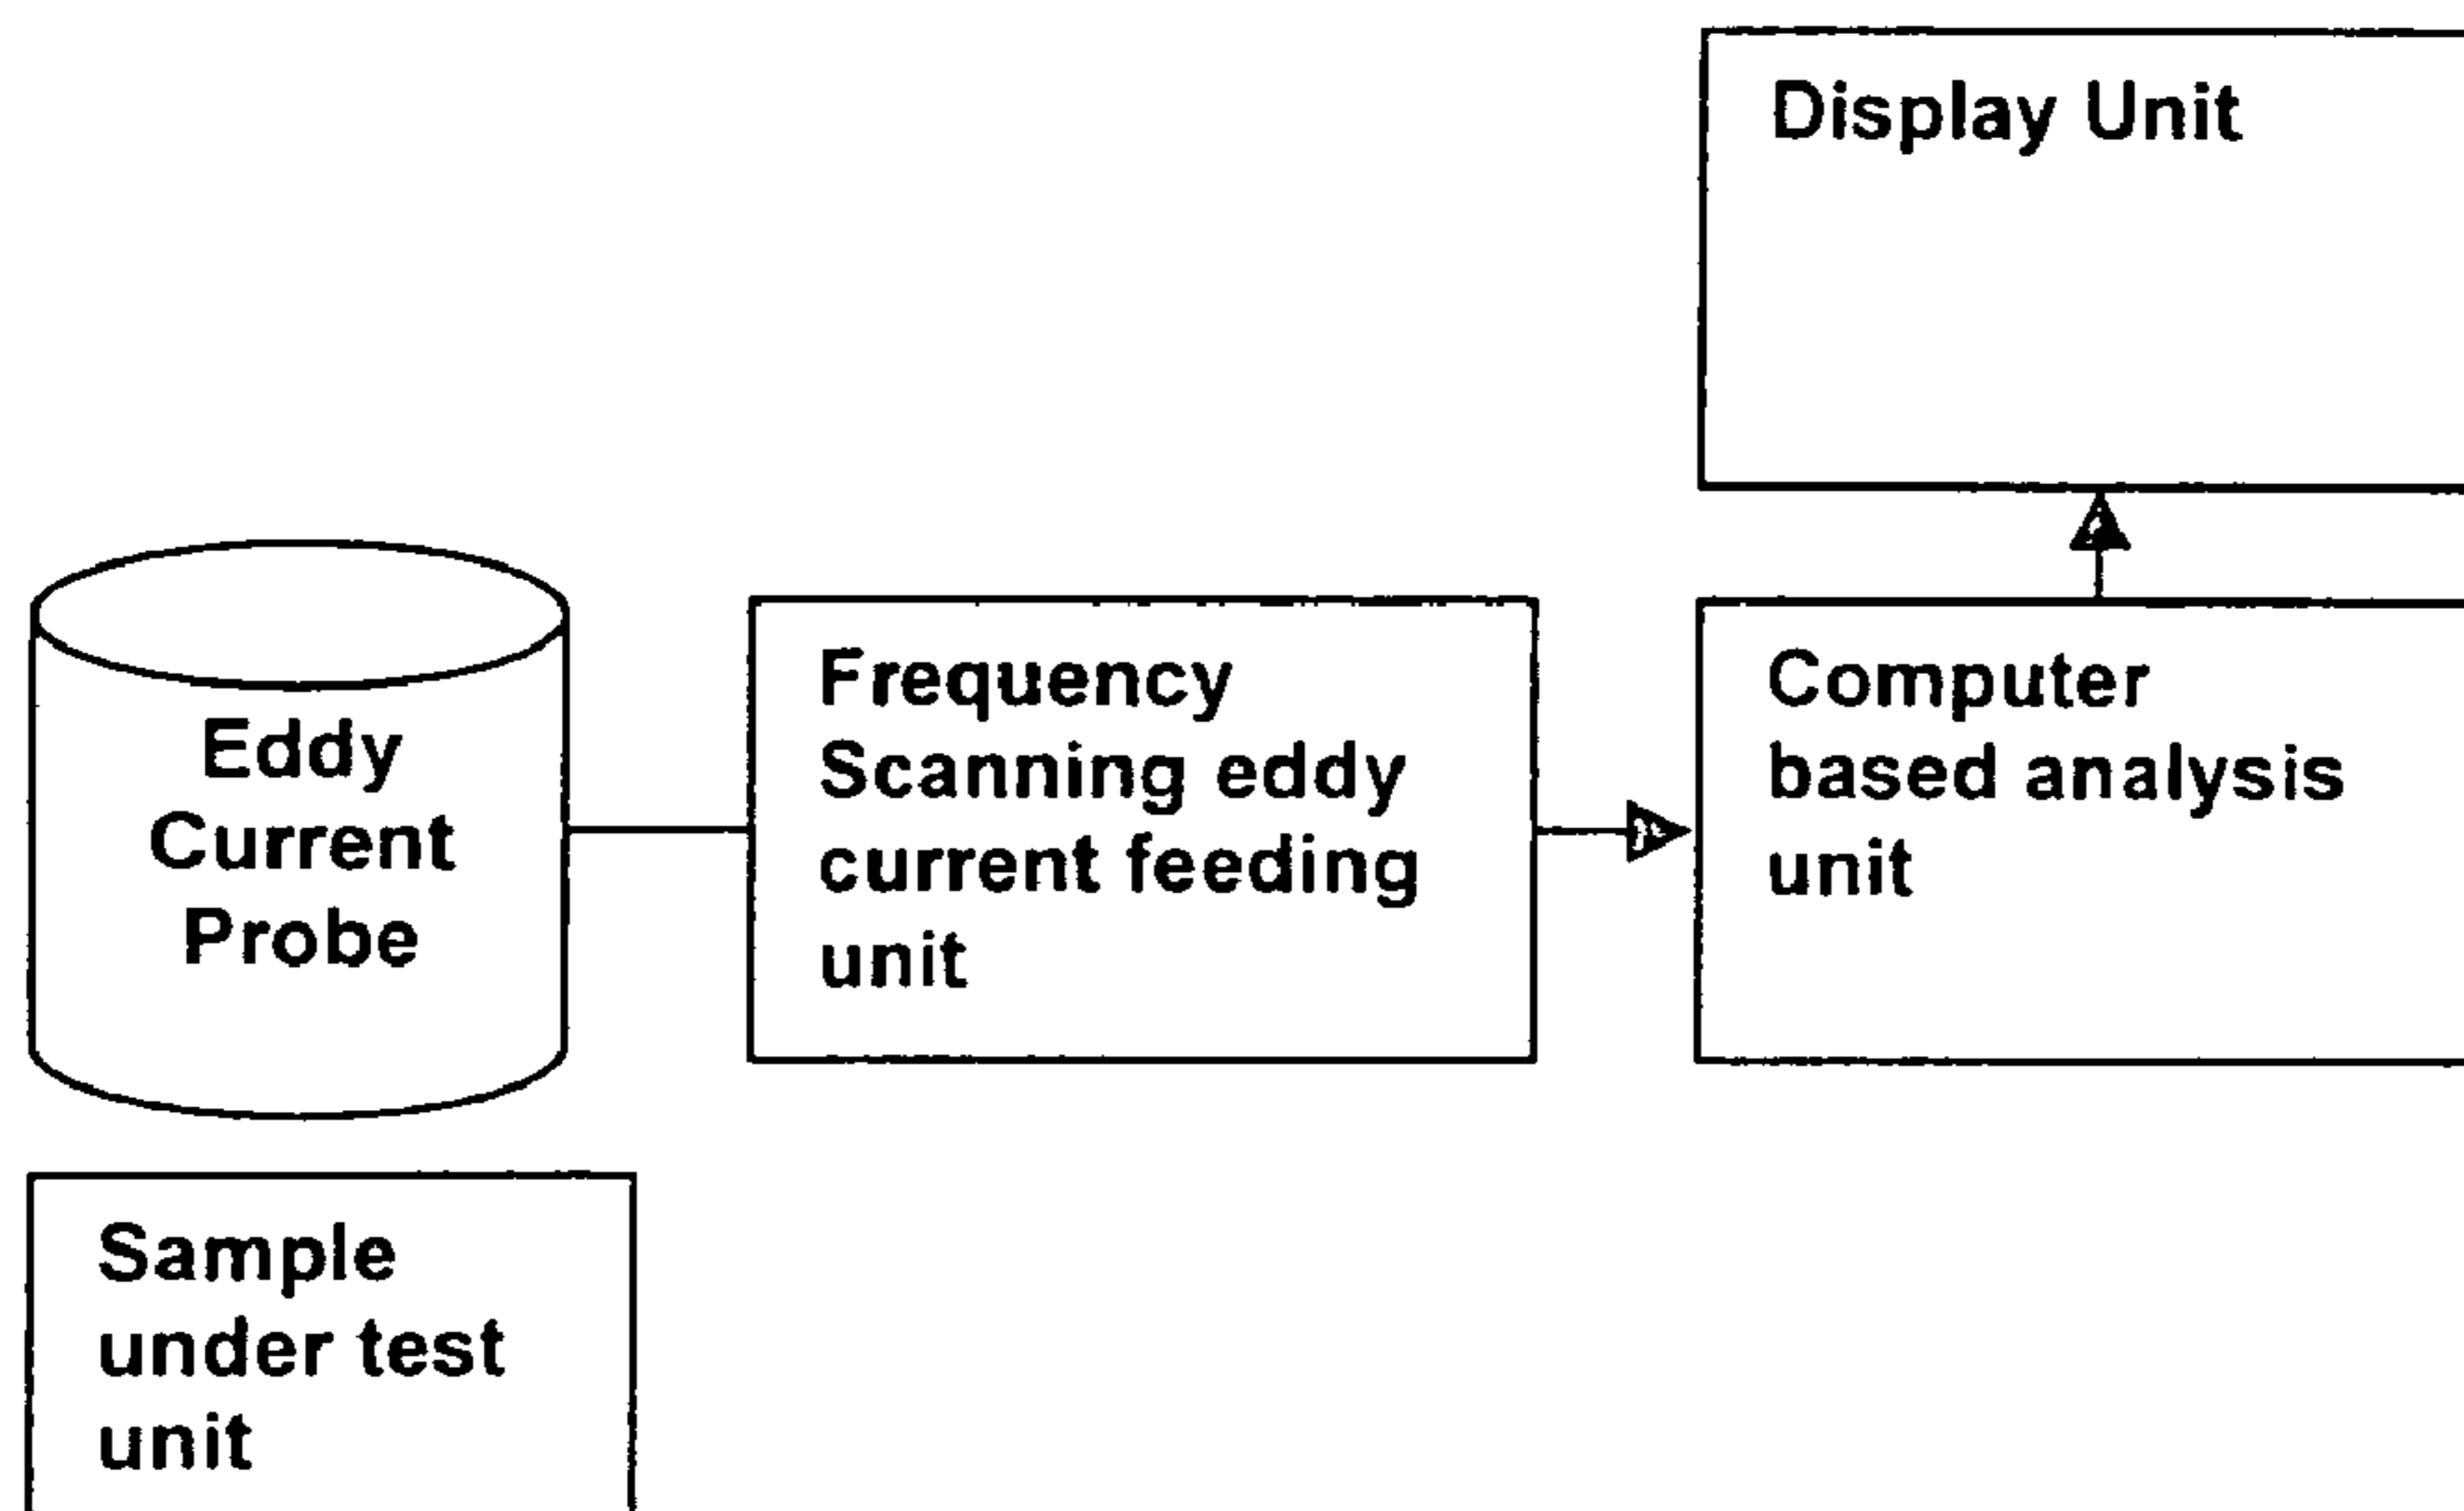 Display Unit
Eddy
Current
Probe
Frequency
Scanning eddy
current feeding
unit
Computer
based analysis
unit
Sample
under test
unit